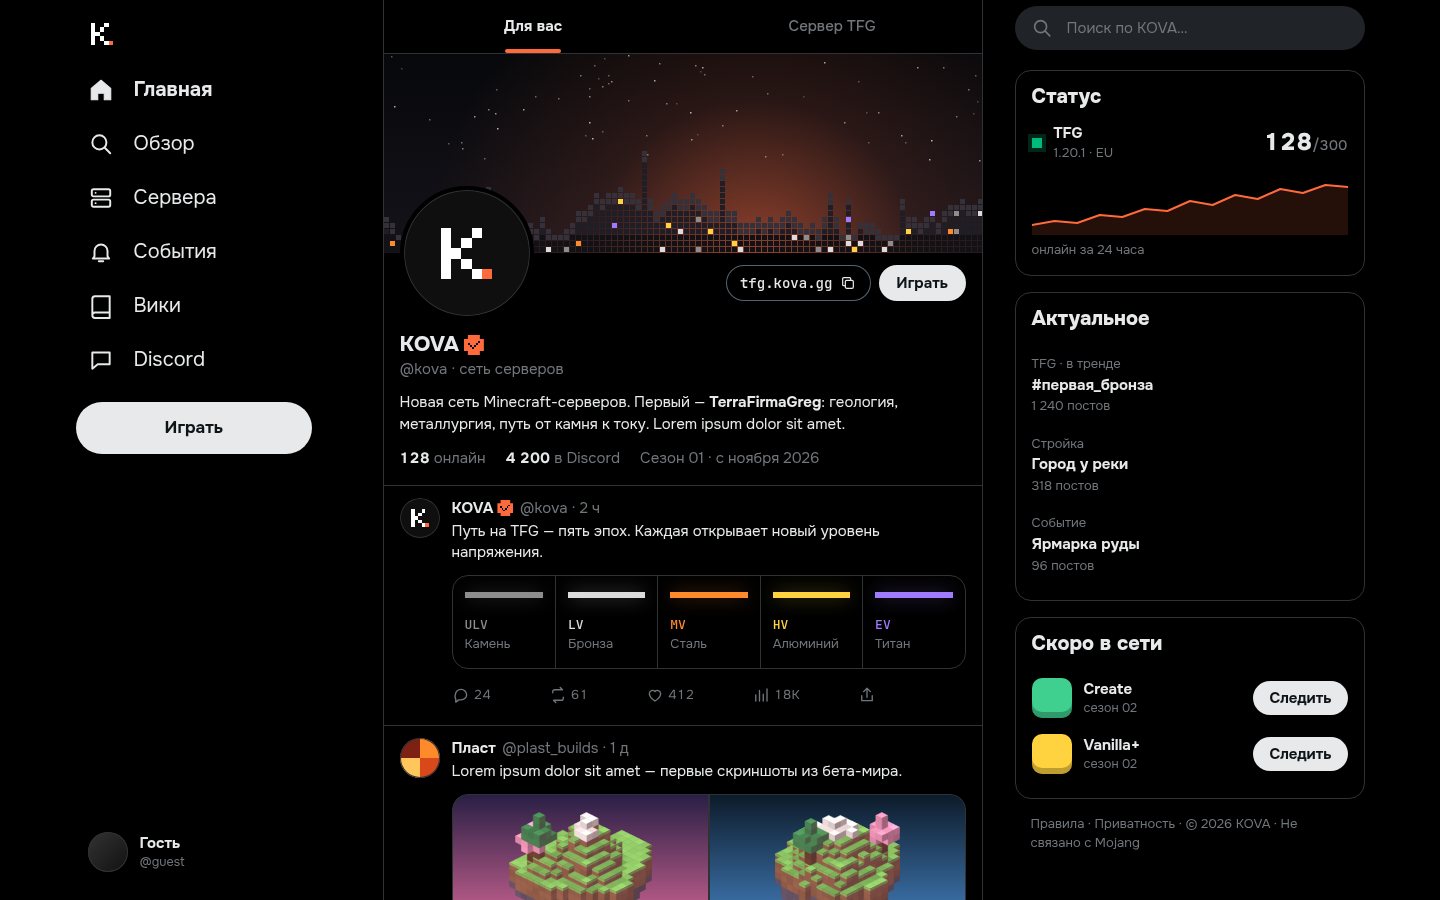 Главная
Обзор
Сервера
События
Вики
Discord
Играть
Гость
@guest
Для вас
Сервер TFG
tfg.kova.gg
Играть
KOVA
@kova · сеть серверов
Новая сеть Minecraft-серверов. Первый — TerraFirmaGreg: геология,
металлургия, путь от камня к току. Lorem ipsum dolor sit amet.
128 онлайн 4 200 в Discord Сезон 01 · с ноября 2026
KOVA @kova · 2 ч
Путь на TFG — пять эпох. Каждая открывает новый уровень
напряжения.
ULV
Камень
LV
Бронза
MV
Сталь
HV
Алюминий
EV
Титан
24 61 412 18K
Пласт @plast_builds · 1 д
Lorem ipsum dolor sit amet — первые скриншоты из бета-мира.
Поиск по KOVA...
Статус
TFG
1.20.1 · EU
128/300
онлайн за 24 часа
Актуальное
TFG · в тренде
#первая_бронза
1 240 постов
Стройка
Город у реки
318 постов
Событие
Ярмарка руды
96 постов
Скоро в сети
Create
сезон 02
Следить
Vanilla+
сезон 02
Следить
Правила · Приватность · © 2026 KOVA · Не
связано с Mojang